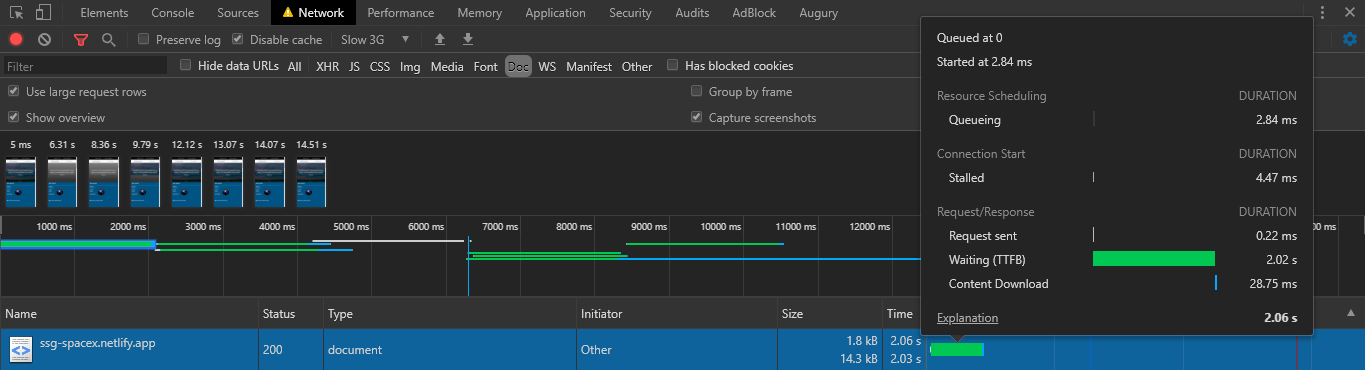 Elements Console Sources Network Performance Memory Application Security Audits AdBlock Augury
Preserve log Disable cache Slow 3G
Filter Hide data URLs All XHR JS CSS Img Media Font Doc WS Manifest Other Has blocked cookies
Use large request rows Group by frame
Show overview Capture screenshots
5 ms 6.31 s 8.36 s 9.79 s 12.12 s 13.07 s 14.07 s 14.51 s
1000 ms 2000 ms 3000 ms 4000 ms 5000 ms 6000 ms 7000 ms 8000 ms 9000 ms 10000 ms 11000 ms 12000 ms
Name Status Type Initiator Size Time
ssg-spacex.netlify.app 200 document Other 1.8 kB 2.06 s
14.3 kB 2.03 s
Queued at 0
Started at 2.84 ms
Resource Scheduling DURATION
Queueing 2.84 ms
Connection Start DURATION
Stalled 4.47 ms
Request/Response DURATION
Request sent 0.22 ms
Waiting (TTFB) 2.02 s
Content Download 28.75 ms
Explanation 2.06 s